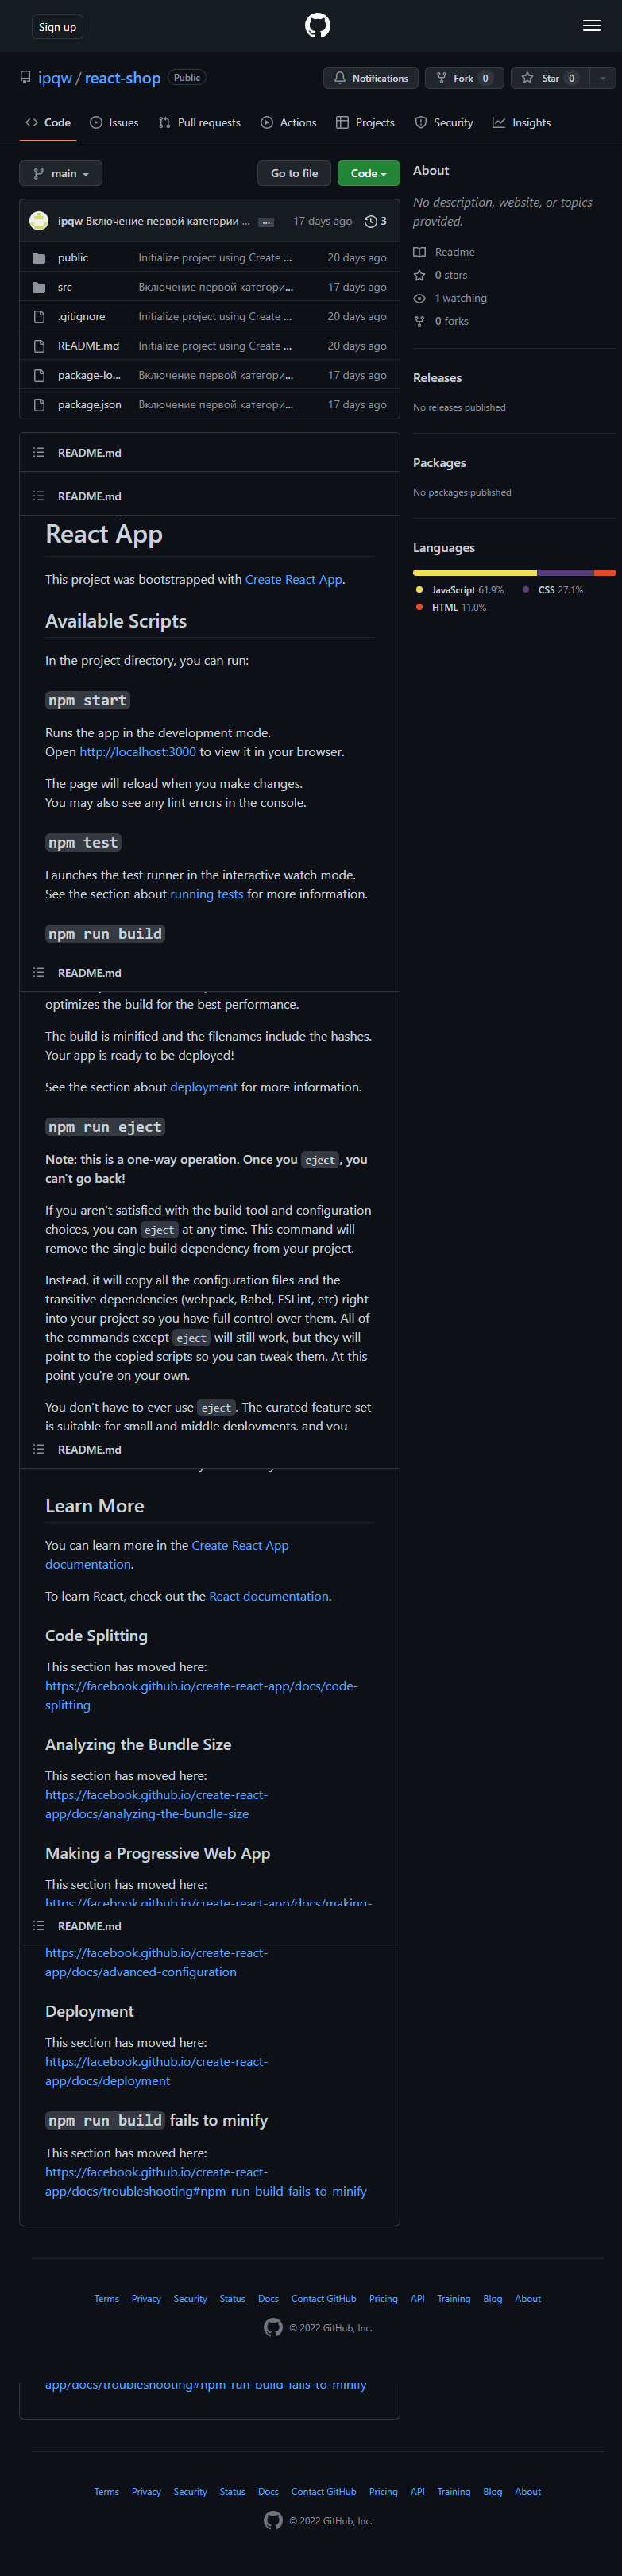 Sign up
ipqw / react-shop Public
Notifications Fork 0 Star 0
Code Issues Pull requests Actions Projects Security Insights
main Go to file Code
About
No description, website, or topics
provided.
Readme
0 stars
1 watching
0 forks
Releases
No releases published
Packages
No packages published
Languages
JavaScript 61.9% CSS 27.1%
HTML 11.0%
ipqw Включение первой категории ... ... 17 days ago 3
public Initialize project using Create ... 20 days ago
src Включение первой категори... 17 days ago
.gitignore Initialize project using Create ... 20 days ago
README.md Initialize project using Create ... 20 days ago
package-lo... Включение первой категори... 17 days ago
package.json Включение первой категори... 17 days ago
README.md
README.md
React App
This project was bootstrapped with Create React App.
Available Scripts
In the project directory, you can run:
npm start
Runs the app in the development mode.
Open http://localhost:3000 to view it in your browser.
The page will reload when you make changes.
You may also see any lint errors in the console.
npm test
Launches the test runner in the interactive watch mode.
See the section about running tests for more information.
npm run build
README.md
optimizes the build for the best performance.
The build is minified and the filenames include the hashes.
Your app is ready to be deployed!
See the section about deployment for more information.
npm run eject
Note: this is a one-way operation. Once you eject, you
can't go back!
If you aren't satisfied with the build tool and configuration
choices, you can eject at any time. This command will
remove the single build dependency from your project.
Instead, it will copy all the configuration files and the
transitive dependencies (webpack, Babel, ESLint, etc) right
into your project so you have full control over them. All of
the commands except eject will still work, but they will
point to the copied scripts so you can tweak them. At this
point you're on your own.
You don't have to ever use eject. The curated feature set
is suitable for small and middle deployments, and you
README.md
Learn More
You can learn more in the Create React App
documentation.
To learn React, check out the React documentation.
Code Splitting
This section has moved here:
https://facebook.github.io/create-react-app/docs/code-
splitting
Analyzing the Bundle Size
This section has moved here:
https://facebook.github.io/create-react-
app/docs/analyzing-the-bundle-size
Making a Progressive Web App
This section has moved here:
https://facebook.github.io/create-react-app/docs/making-
README.md
https://facebook.github.io/create-react-
app/docs/advanced-configuration
Deployment
This section has moved here:
https://facebook.github.io/create-react-
app/docs/deployment
npm run build fails to minify
This section has moved here:
https://facebook.github.io/create-react-
app/docs/troubleshooting#npm-run-build-fails-to-minify
Terms Privacy Security Status Docs Contact GitHub Pricing API Training Blog About
© 2022 GitHub, Inc.
app/docs/troubleshooting#npm-run-build-fails-to-minify
Terms Privacy Security Status Docs Contact GitHub Pricing API Training Blog About
© 2022 GitHub, Inc.